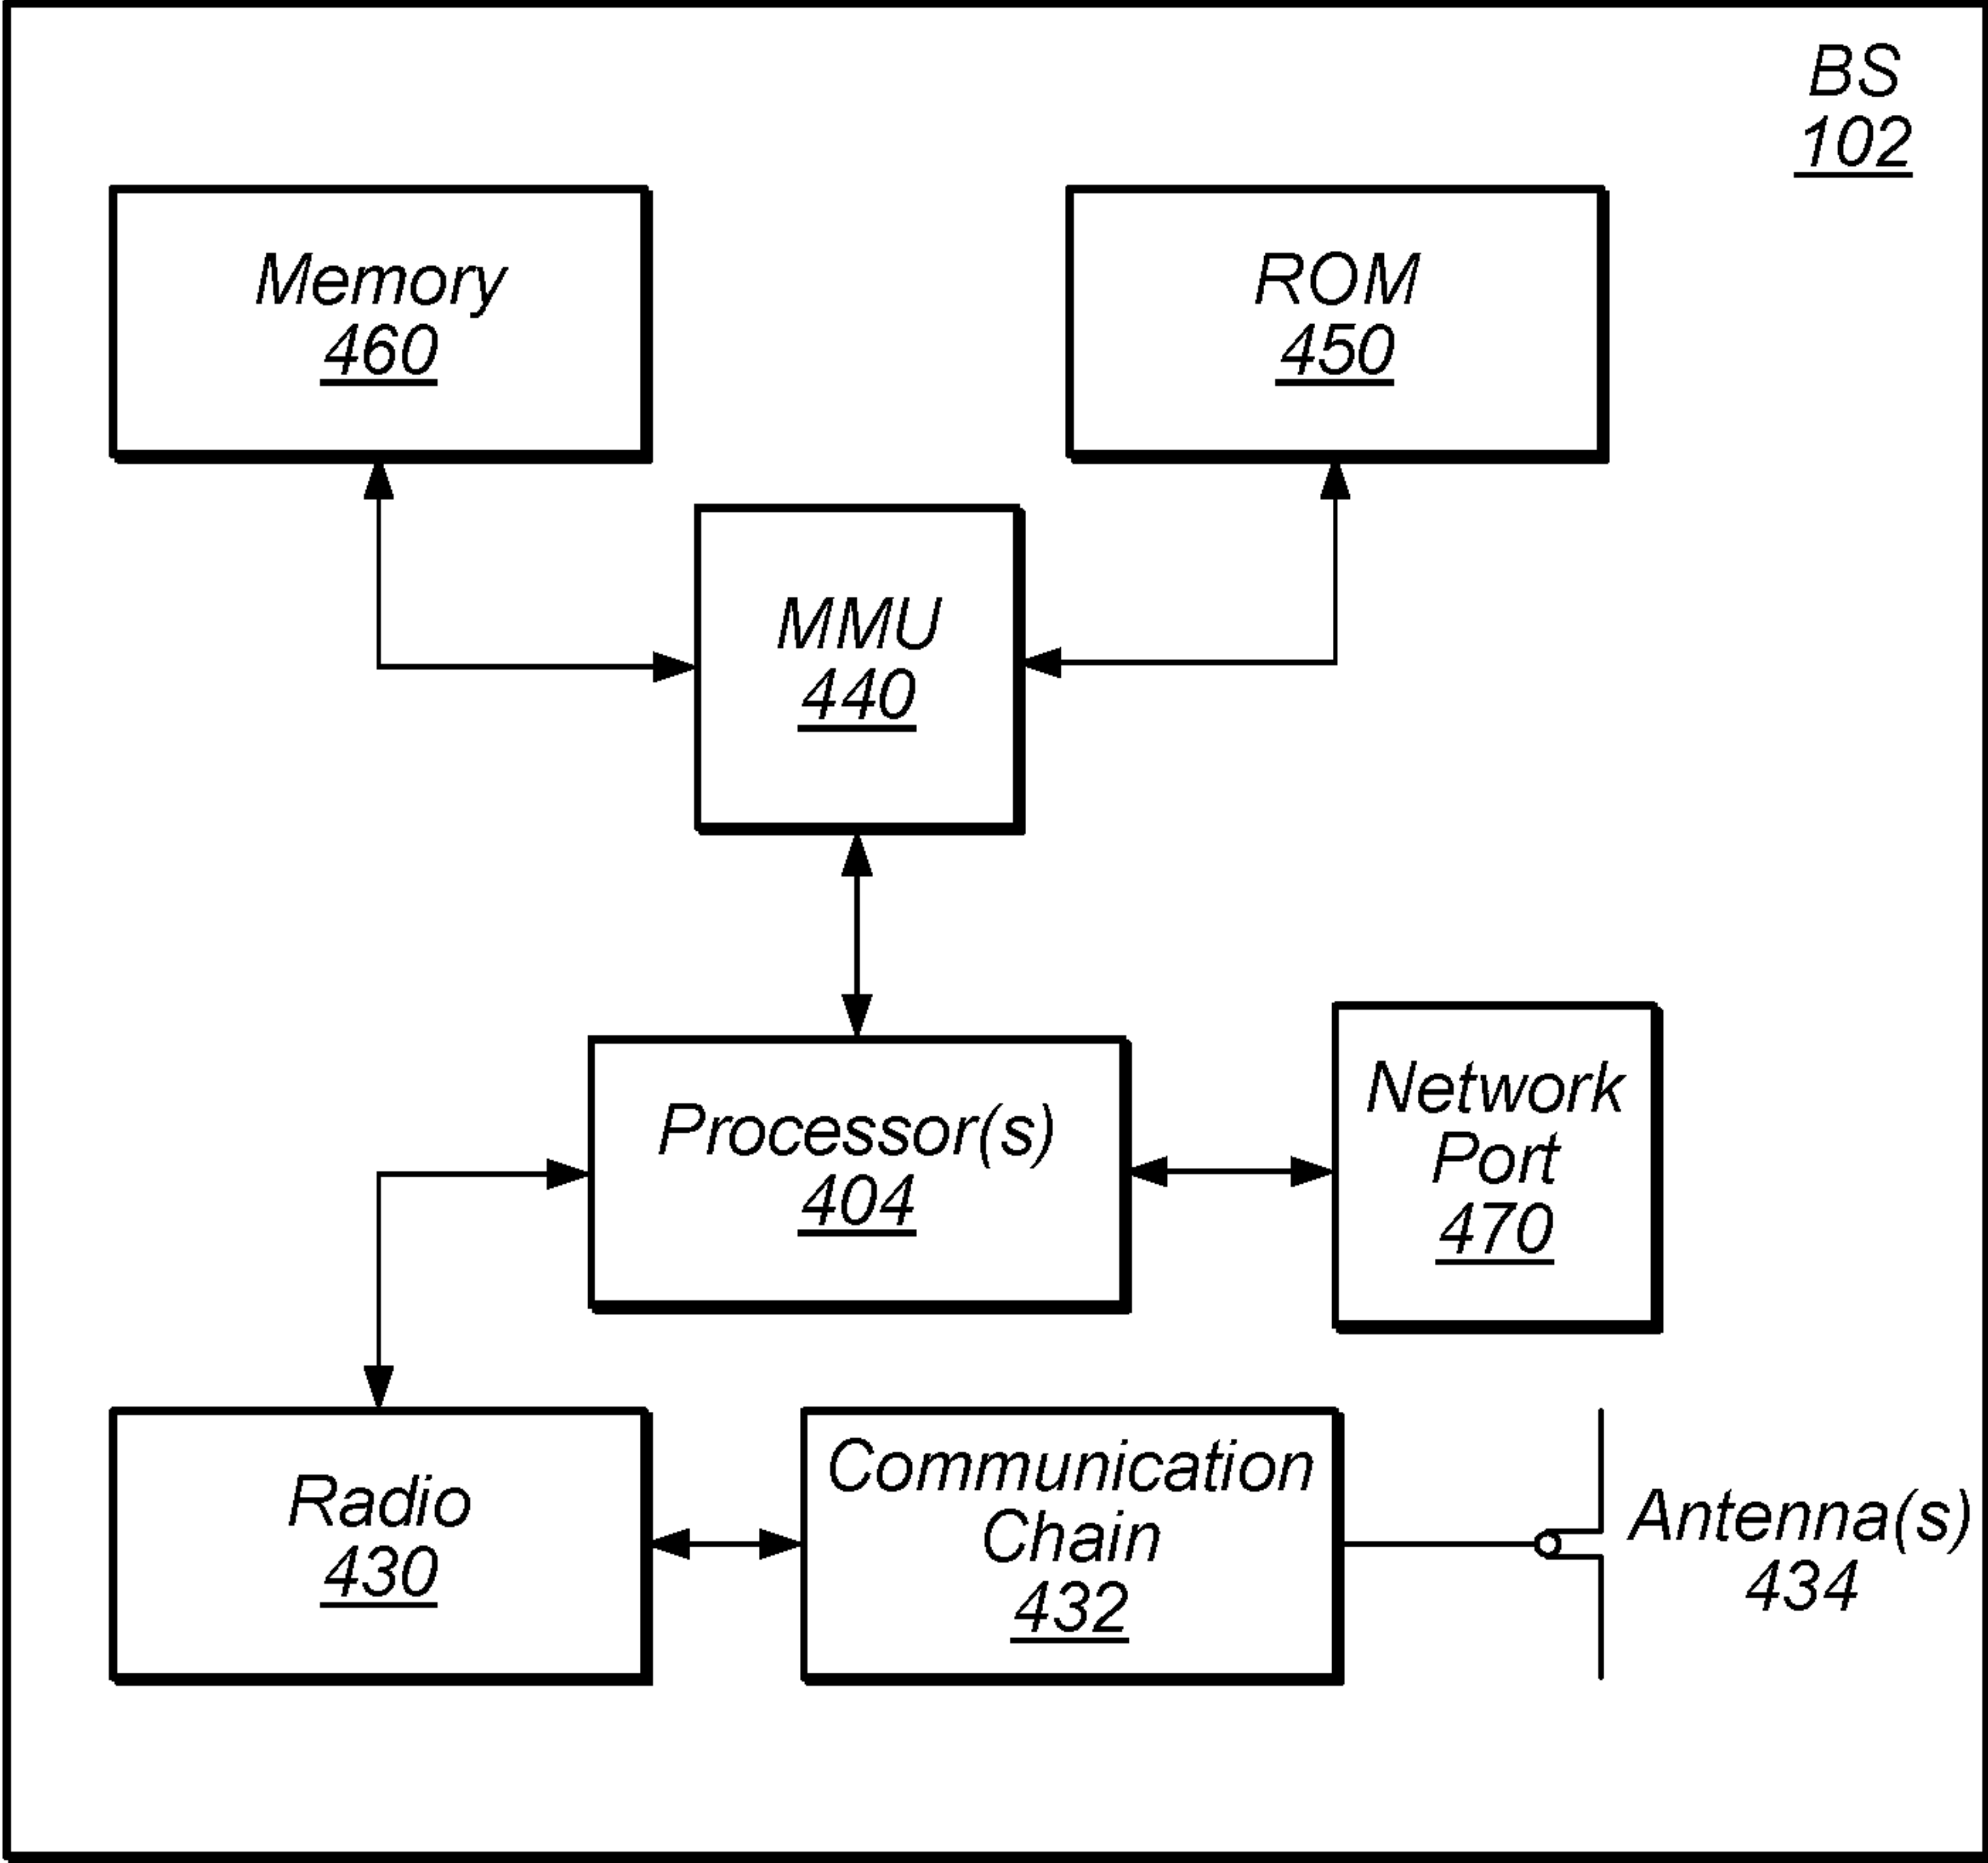 BS
102
Memory
460
ROM
450
MMU
440
Processor(s)
404
Network
Port
470
Radio
430
Communication
Chain
432
Antenna(s)
434